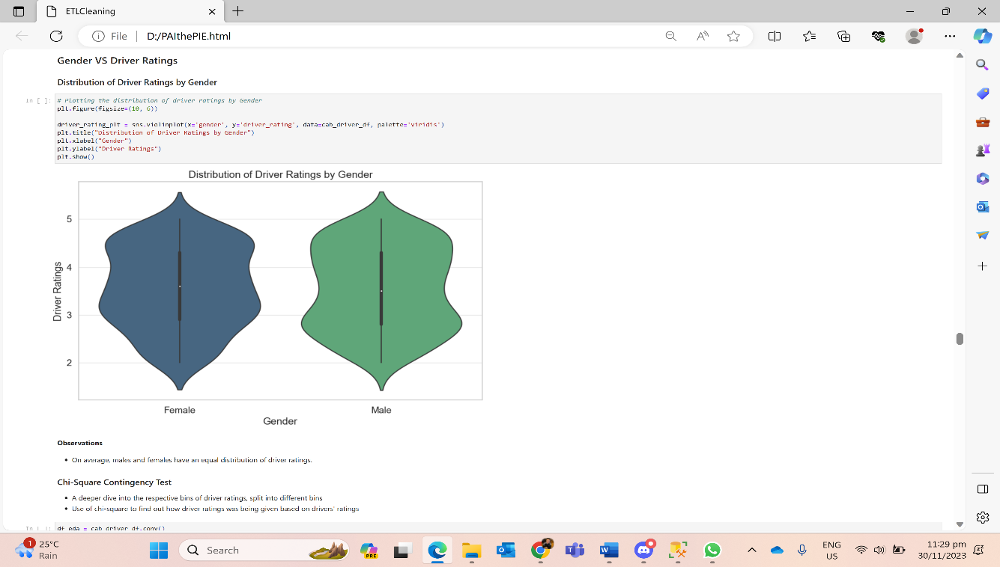 ETLCleaning
File
D:/PAIthePIE.html
Gender VS Driver Ratings
Distribution of Driver Ratings by Gender
In [ ]:
# Plotting the distribution of driver ratings by Gender
plt.figure(figsize=(10, 6))
driver_rating_plt = sns.violinplot(x='gender', y='driver_rating', data=cab_driver_df, palette='viridis')
plt.title("Distribution of Driver Ratings by Gender")
plt.xlabel("Gender")
plt.ylabel("Driver Ratings")
plt.show()
Distribution of Driver Ratings by Gender
5
4
3
2
Driver Ratings
Female
Male
Gender
Observations
• On average, males and females have an equal distribution of driver ratings.
Chi-Square Contingency Test
• A deeper dive into the respective bins of driver ratings, split into different bins
• Use of chi-square to find out how driver ratings was being given based on drivers' ratings
In [ ]:
df_eda = cab_driver_df.copy()
1
25°C
Rain
Search
PRE
ENG
US
11:29 pm
30/11/2023